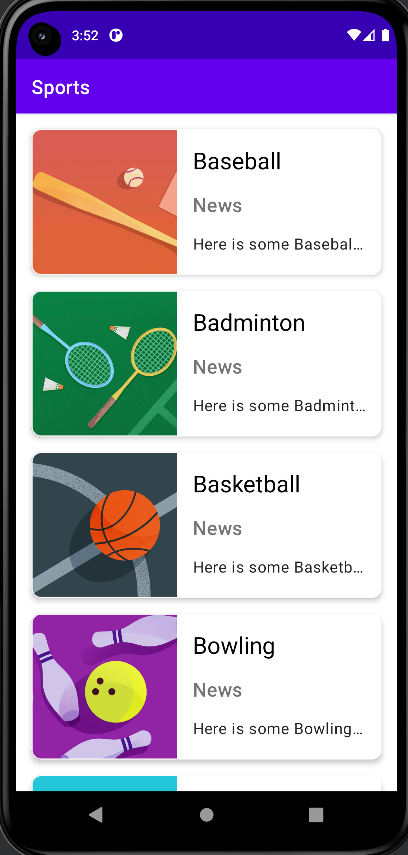 3:52
Sports
Baseball
News
Here is some Basebal…
Badminton
News
Here is some Badmint…
Basketball
News
Here is some Basketb…
Bowling
News
Here is some Bowling…